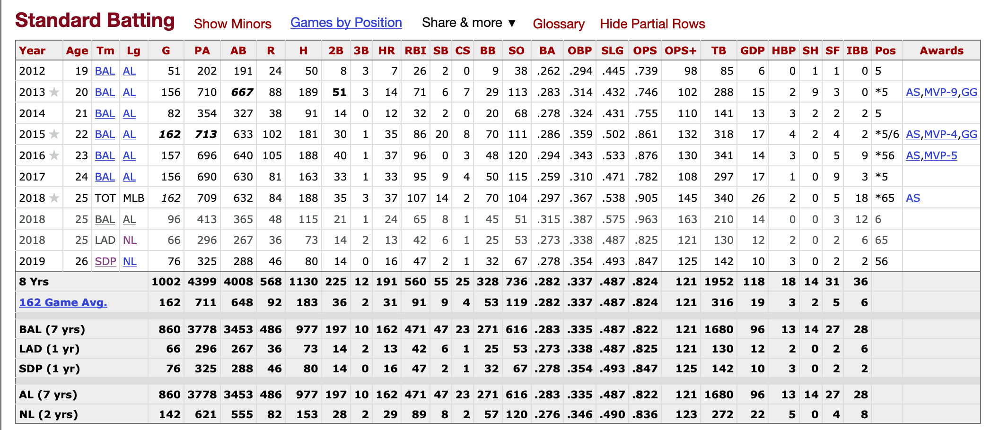 Standard Batting Show Minors Games by Position Share & more ▼ Glossary Hide Partial Rows
Year Age Tm Lg G PA AB R H 2B 3B HR RBI SB CS BB SO BA OBP SLG OPS OPS+ TB GDP HBP SH SF IBB Pos Awards
2012 19 BAL AL 51 202 191 24 50 8 3 7 26 2 0 9 38 .262 .294 .445 .739 98 85 6 0 1 1 0 5
2013 ★ 20 BAL AL 156 710 667 88 189 51 3 14 71 6 7 29 113 .283 .314 .432 .746 102 288 15 2 9 3 0 *5 AS,MVP-9,GG
2014 21 BAL AL 82 354 327 38 91 14 0 12 32 2 0 20 68 .278 .324 .431 .755 110 141 13 3 2 2 2 5
2015 ★ 22 BAL AL 162 713 633 102 181 30 1 35 86 20 8 70 111 .286 .359 .502 .861 132 318 17 4 2 4 2 *5/6 AS,MVP-4,GG
2016 ★ 23 BAL AL 157 696 640 105 188 40 1 37 96 0 3 48 120 .294 .343 .533 .876 130 341 14 3 0 5 9 *56 AS,MVP-5
2017 24 BAL AL 156 690 630 81 163 33 1 33 95 9 4 50 115 .259 .310 .471 .782 108 297 17 1 0 9 3 *5
2018 ★ 25 TOT MLB 162 709 632 84 188 35 3 37 107 14 2 70 104 .297 .367 .538 .905 145 340 26 2 0 5 18 *65 AS
2018 25 BAL AL 96 413 365 48 115 21 1 24 65 8 1 45 51 .315 .387 .575 .963 163 210 14 0 0 3 12 6
2018 25 LAD NL 66 296 267 36 73 14 2 13 42 6 1 25 53 .273 .338 .487 .825 121 130 12 2 0 2 6 65
2019 26 SDP NL 76 325 288 46 80 14 0 16 47 2 1 32 67 .278 .354 .493 .847 125 142 10 3 0 2 2 56
8 Yrs 1002 4399 4008 568 1130 225 12 191 560 55 25 328 736 .282 .337 .487 .824 121 1952 118 18 14 31 36
162 Game Avg. 162 711 648 92 183 36 2 31 91 9 4 53 119 .282 .337 .487 .824 121 316 19 3 2 5 6
BAL (7 yrs) 860 3778 3453 486 977 197 10 162 471 47 23 271 616 .283 .335 .487 .822 121 1680 96 13 14 27 28
LAD (1 yr) 66 296 267 36 73 14 2 13 42 6 1 25 53 .273 .338 .487 .825 121 130 12 2 0 2 6
SDP (1 yr) 76 325 288 46 80 14 0 16 47 2 1 32 67 .278 .354 .493 .847 125 142 10 3 0 2 2
AL (7 yrs) 860 3778 3453 486 977 197 10 162 471 47 23 271 616 .283 .335 .487 .822 121 1680 96 13 14 27 28
NL (2 yrs) 142 621 555 82 153 28 2 29 89 8 2 57 120 .276 .346 .490 .836 123 272 22 5 0 4 8